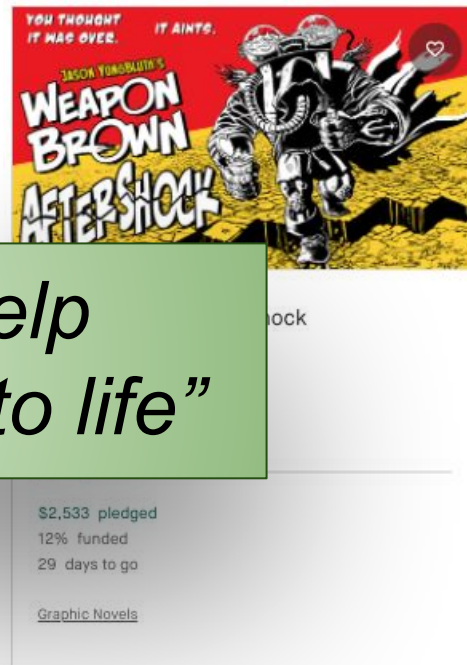 YOU THOUGHT
IT WAS OVER.
IT AINTS.
JASON YUNGBLUTH'S
WEAPON
BROWN
AFTERSHOCK
elp
to life”
ock
$2,533 pledged
12% funded
29 days to go
Graphic Novels